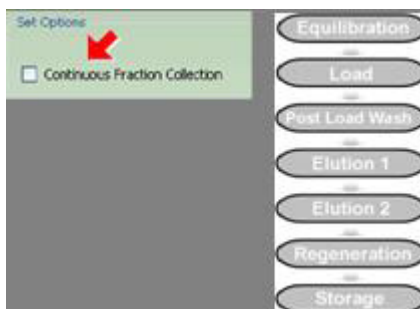 Set Options
Continuous Fraction Collection
Equilibration
Load
Post Load Wash
Elution 1
Elution 2
Regeneration
Storage